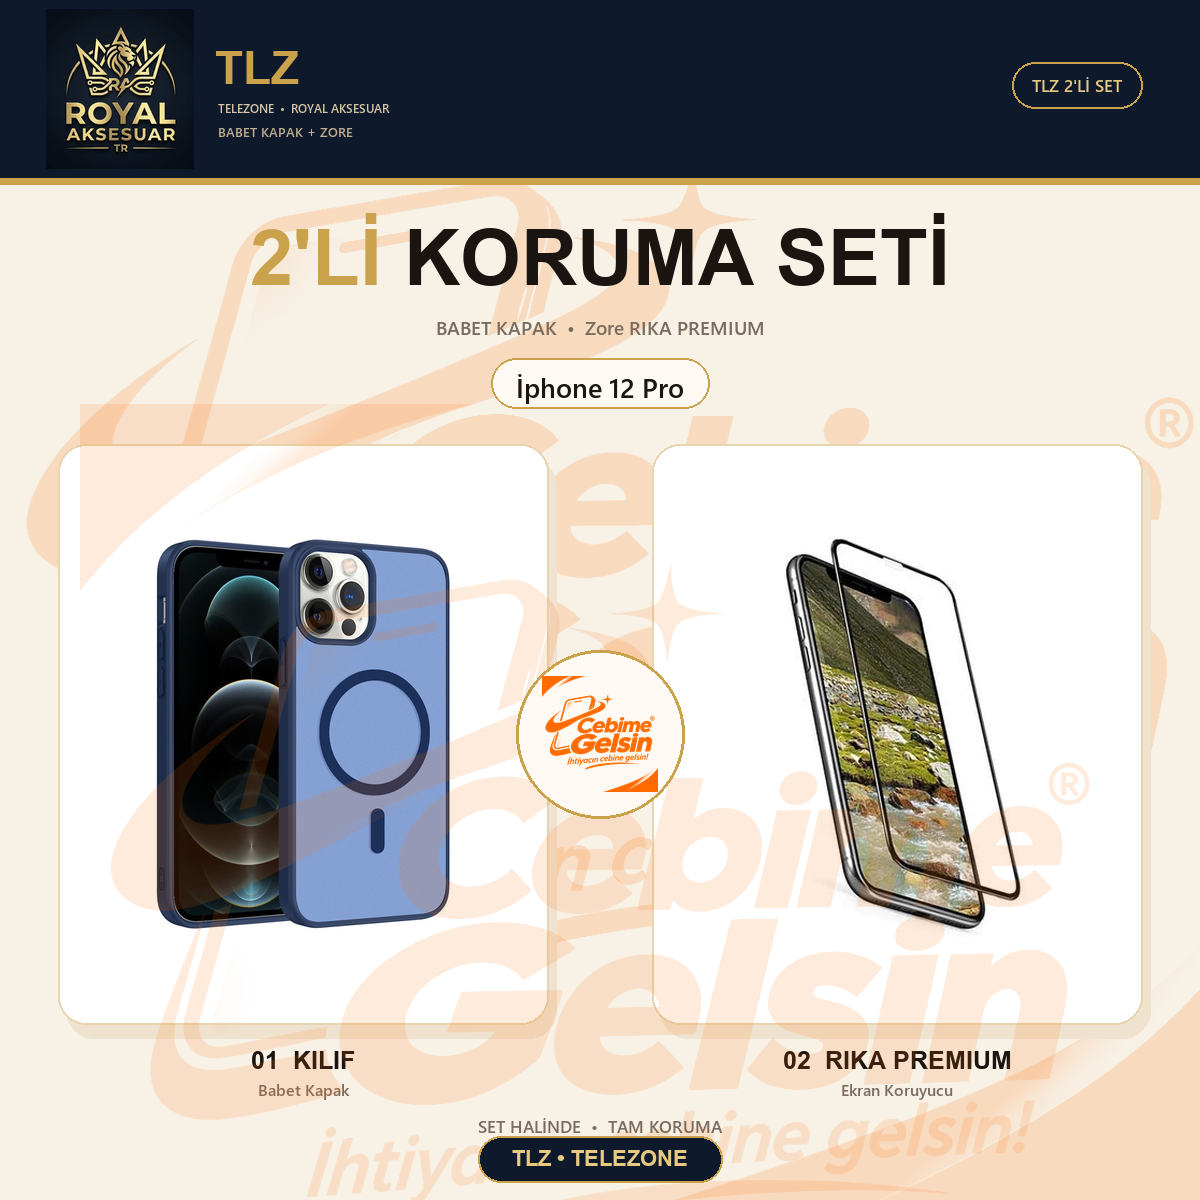 ROYAL
AKSESUAR
TR
TLZ
TELEZONE • ROYAL AKSESUAR
BABET KAPAK + ZORE
TLZ 2'Lİ SET
2'Lİ KORUMA SETİ
BABET KAPAK • Zore RIKA PREMIUM
İphone 12 Pro
Cebime®
Gelsin
İhtiyacın cebine gelsin!
Cebime®
Gelsin
01 KILIF
Babet Kapak
02 RIKA PREMIUM
Ekran Koruyucu
SET HALİNDE • TAM KORUMA
TLZ • TELEZONE